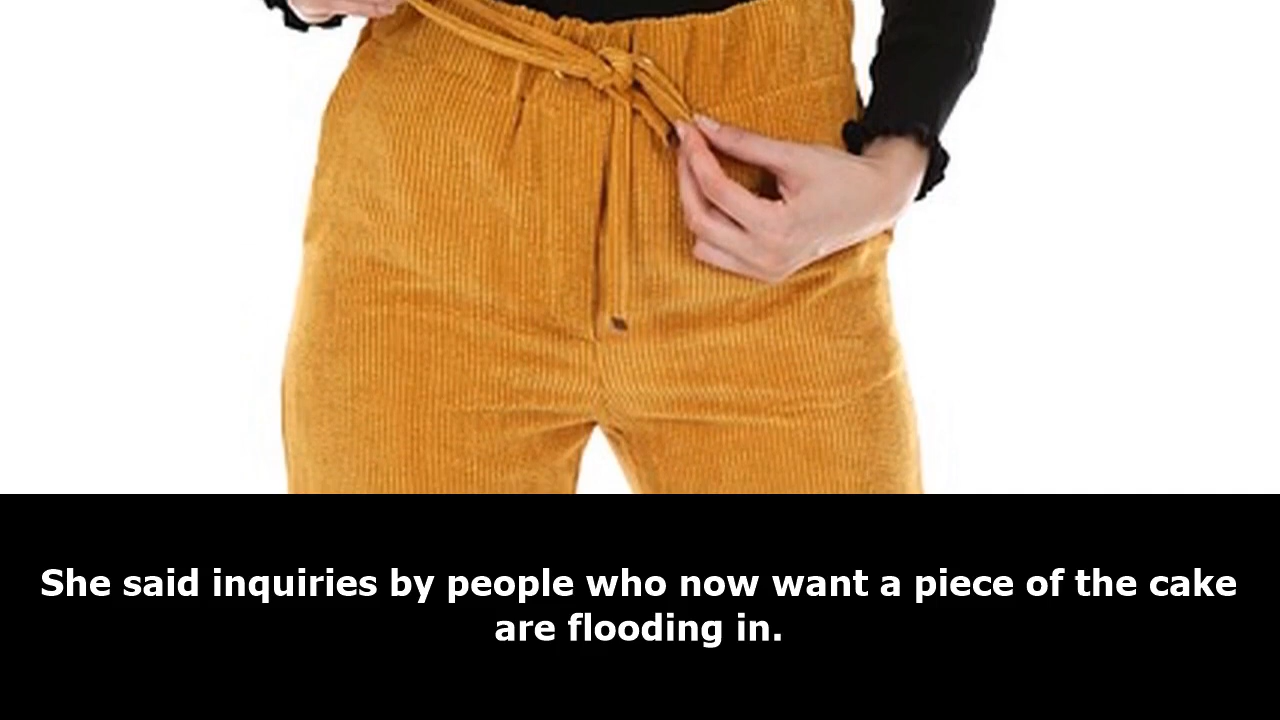 She said inquiries by people who now want a piece of the cake
are flooding in.